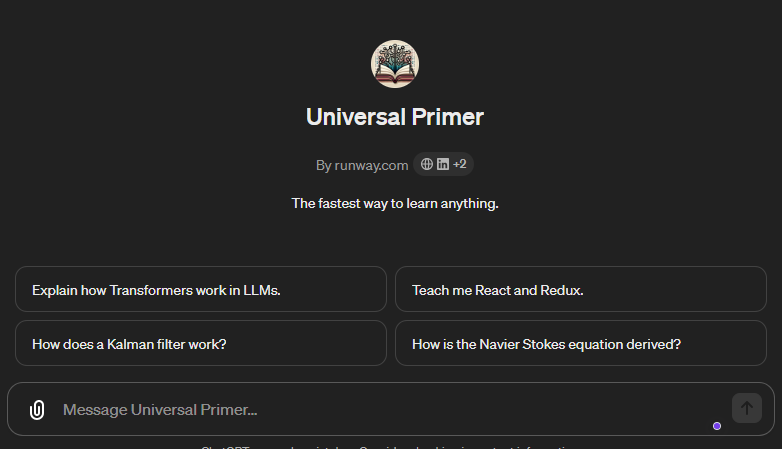 Universal Primer
By runway.com +2
The fastest way to learn anything.
Explain how Transformers work in LLMs.
Teach me React and Redux.
How does a Kalman filter work?
How is the Navier Stokes equation derived?
Message Universal Primer...